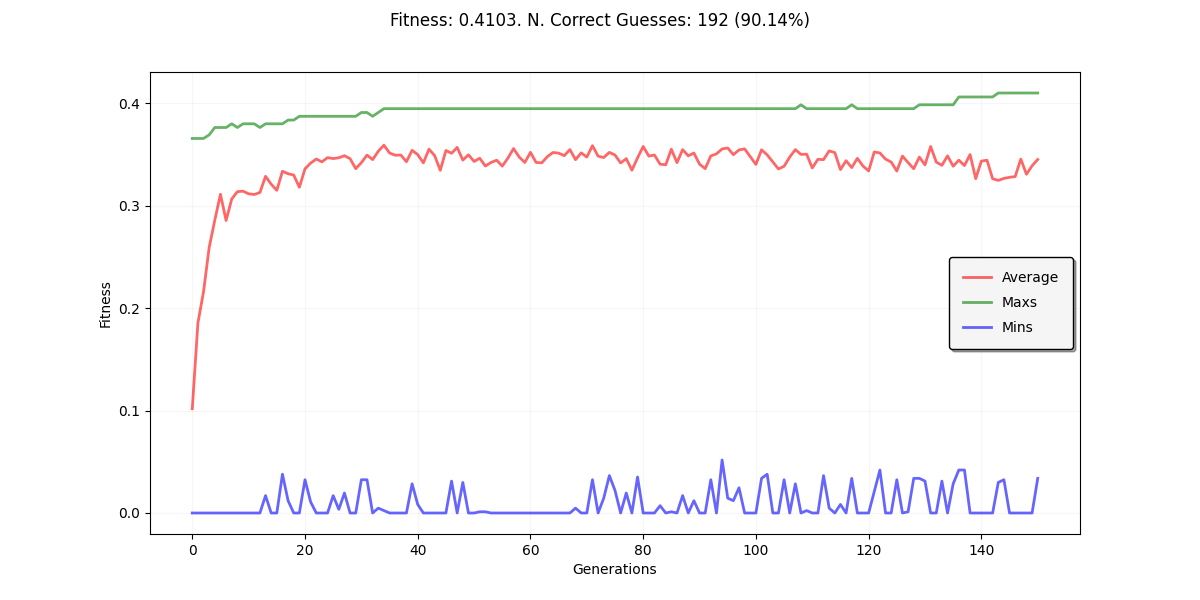 Fitness: 0.4103. N. Correct Guesses: 192 (90.14%)
0.4
0.3
0.2
0.1
0.0
Fitness
Average
Maxs
Mins
0 20 40 60 80 100 120 140
Generations